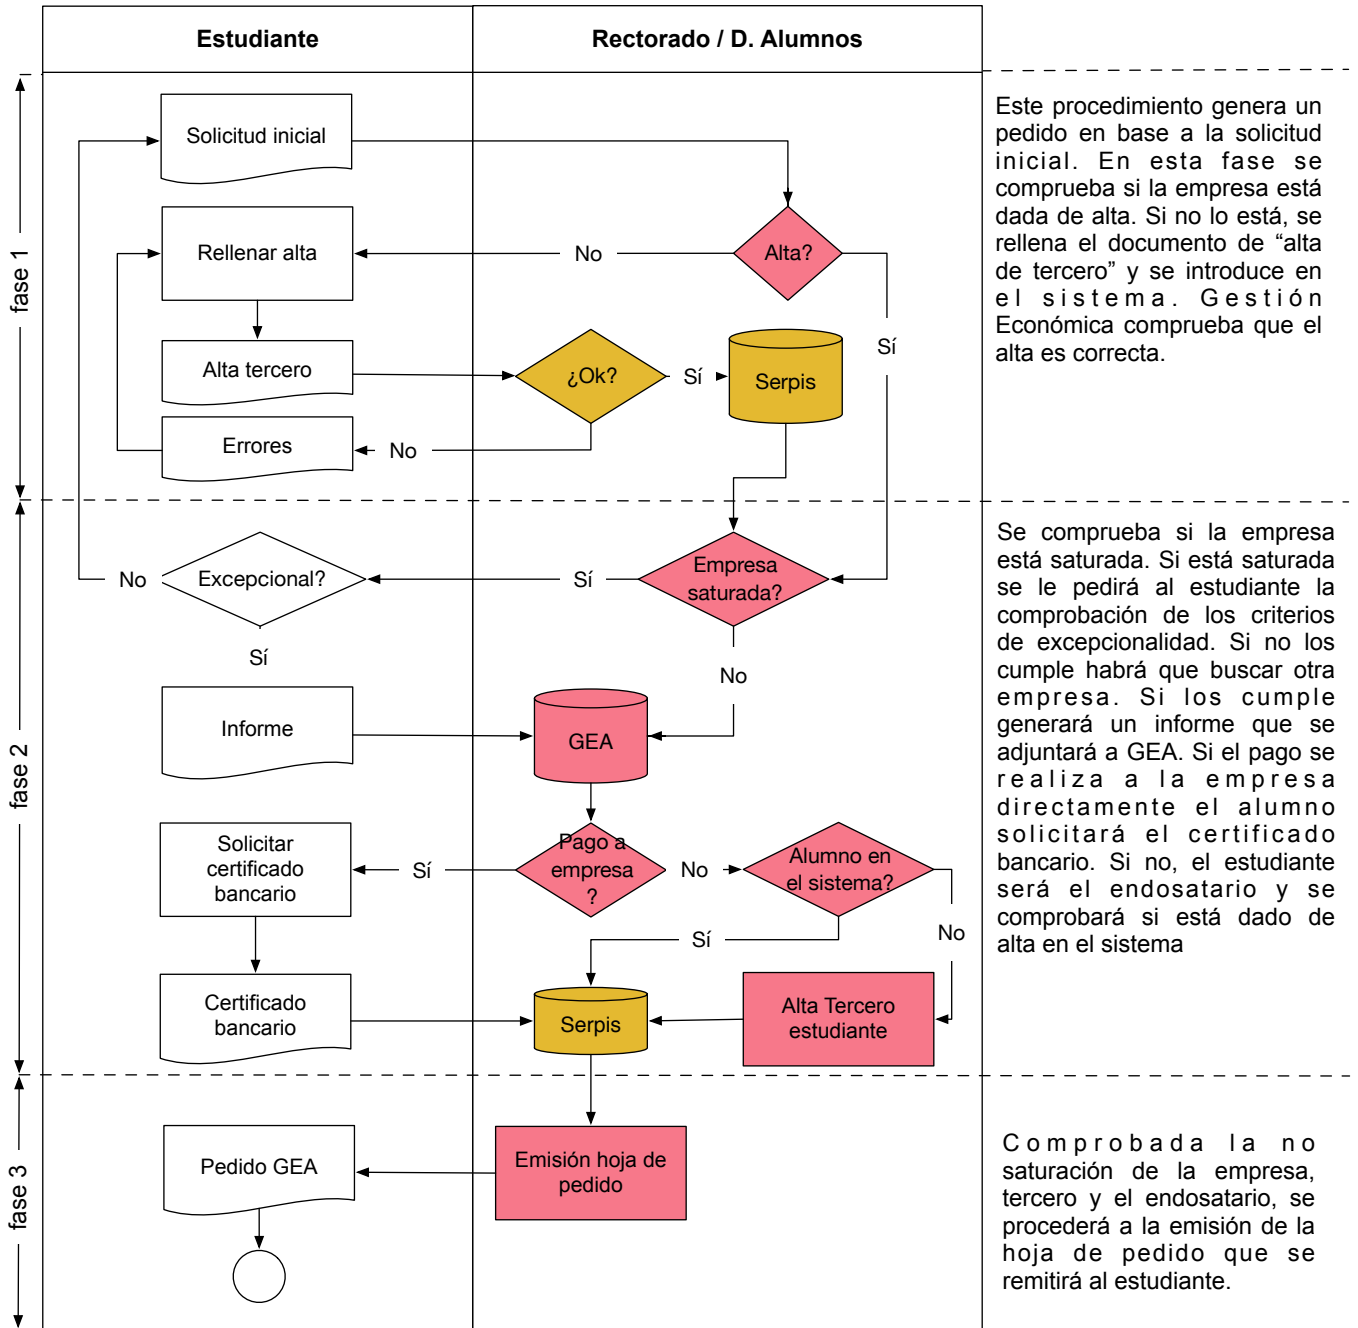 Estudiante
Rectorado / D. Alumnos
fase 1
Solicitud inicial
Rellenar alta
No
Alta?
Sí
Alta tercero
¿Ok?
Sí
Serpis
Errores
No
Este procedimiento genera un
pedido en base a la solicitud
inicial. En esta fase se
comprueba si la empresa está
dada de alta. Si no lo está, se
rellena el documento de “alta
de tercero” y se introduce en
el sistema. Gestión
Económica comprueba que el
alta es correcta.
fase 2
No
Excepcional?
Sí
Sí
Empresa
saturada?
No
Informe
GEA
Solicitar
certificado
bancario
Sí
Pago a
empresa
?
No
Alumno en
el sistema?
Sí
No
Certificado
bancario
Serpis
Alta Tercero
estudiante
Se comprueba si la empresa
está saturada. Si está saturada
se le pedirá al estudiante la
comprobación de los criterios
de excepcionalidad. Si no los
cumple habrá que buscar otra
empresa. Si los cumple
generará un informe que se
adjuntará a GEA. Si el pago se
realiza a la empresa
directamente el alumno
solicitará el certificado
bancario. Si no, el estudiante
será el endosatario y se
comprobará si está dado de
alta en el sistema
fase 3
Pedido GEA
Emisión hoja de
pedido
Comprobada la no
saturación de la empresa,
tercero y el endosatario, se
procederá a la emisión de la
hoja de pedido que se
remitirá al estudiante.